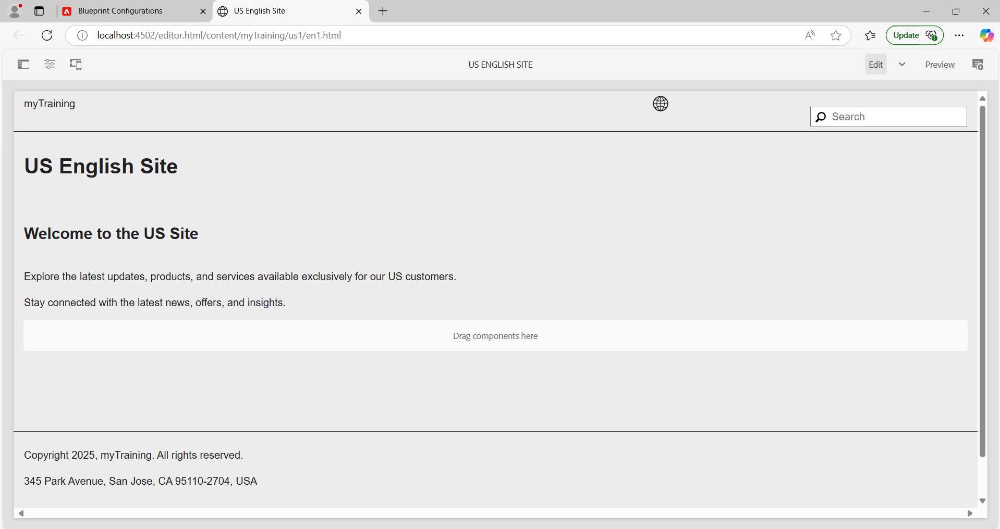 Blueprint Configurations
US English Site
localhost:4502/editor.html/content/myTraining/us1/en1.html
Update
US ENGLISH SITE
Edit
Preview
myTraining
Search
US English Site
Welcome to the US Site
Explore the latest updates, products, and services available exclusively for our US customers.
Stay connected with the latest news, offers, and insights.
Drag components here
Copyright 2025, myTraining. All rights reserved.
345 Park Avenue, San Jose, CA 95110-2704, USA